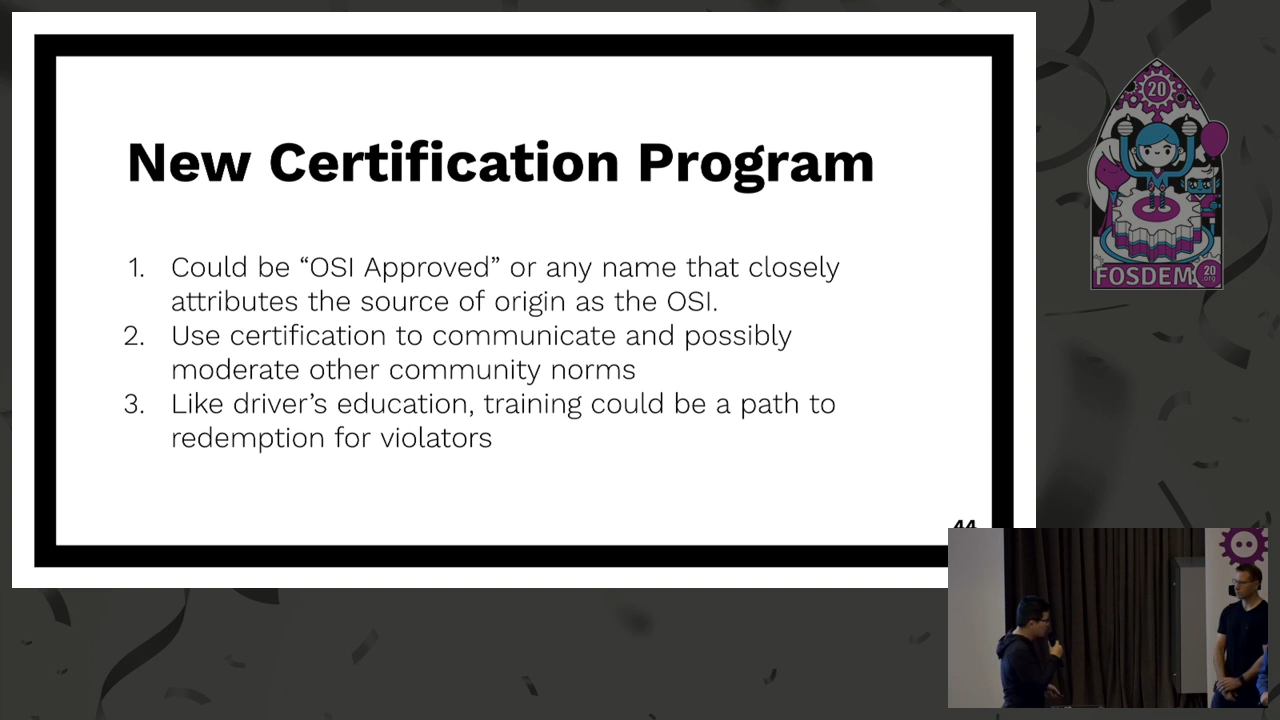 New Certification Program
1. Could be “OSI Approved” or any name that closely
attributes the source of origin as the OSI.
2. Use certification to communicate and possibly
moderate other community norms
3. Like driver’s education, training could be a path to
redemption for violators
44
20
FOSDEM
20
.org